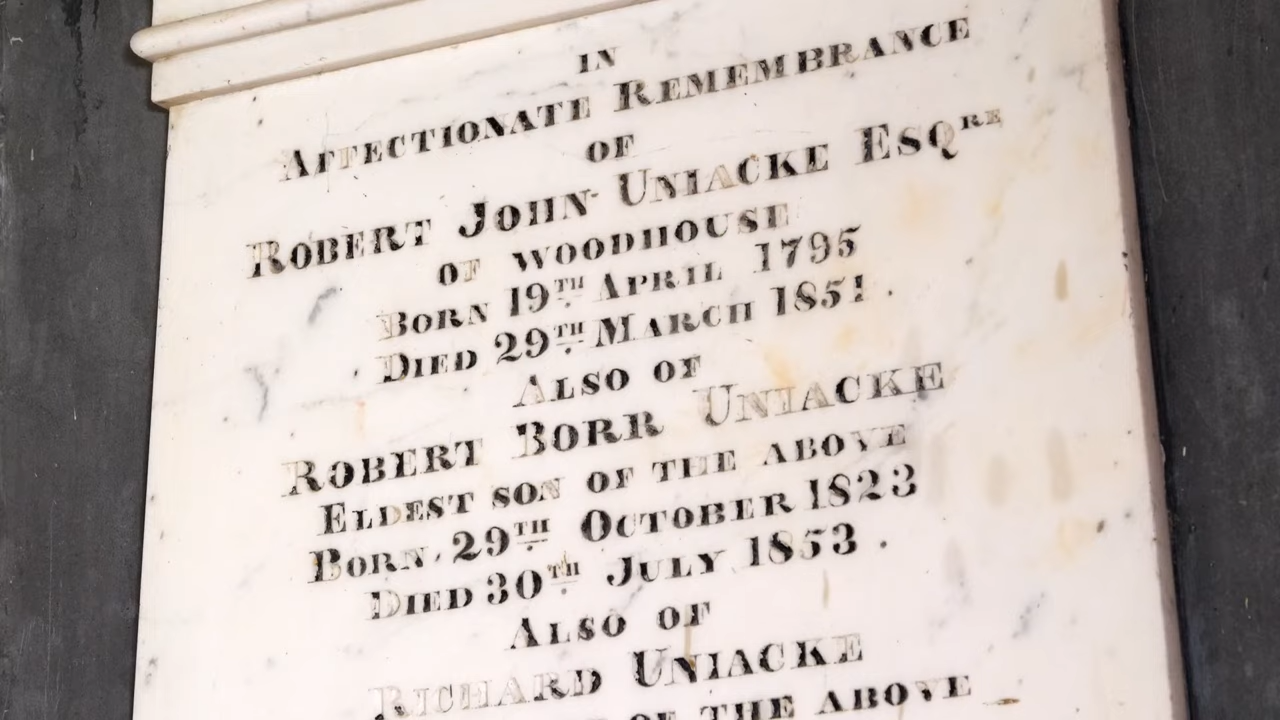 IN
AFFECTIONATE REMEMBRANCE
OF
ROBERT JOHN UNIACKE ESQRE
OF WOODHOUSE
BORN 19TH APRIL 1795
DIED 29TH MARCH 1851.
ALSO OF
ROBERT BORR UNIACKE
ELDEST SON OF THE ABOVE
BORN 29TH OCTOBER 1823
DIED 30TH JULY 1853.
ALSO OF
RICHARD UNIACKE
OF THE ABOVE